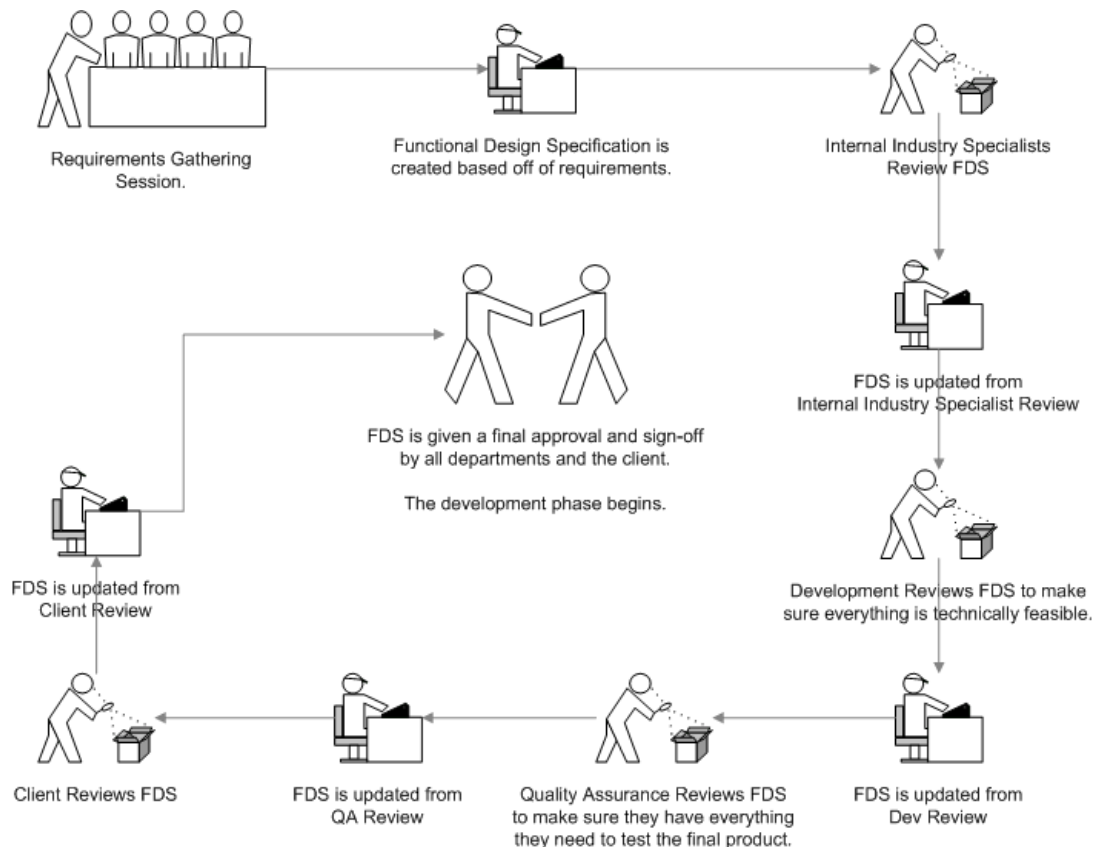 Requirements Gathering
Session.
Functional Design Specification is
created based off of requirements.
Internal Industry Specialists
Review FDS
FDS is updated from
Internal Industry Specialist Review
Development Reviews FDS to make
sure everything is technically feasible.
FDS is updated from
Dev Review
Quality Assurance Reviews FDS
to make sure they have everything
they need to test the final product.
FDS is updated from
QA Review
Client Reviews FDS
FDS is updated from
Client Review
FDS is given a final approval and sign-off
by all departments and the client.
The development phase begins.